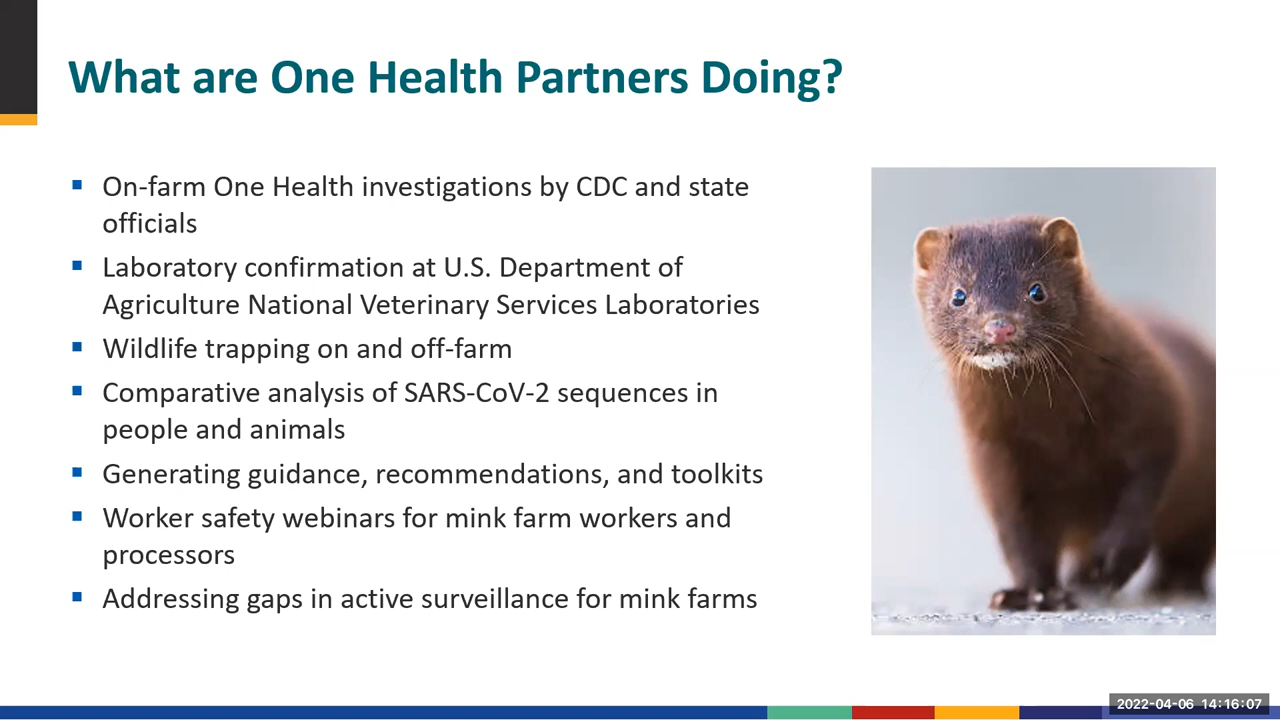 What are One Health Partners Doing?
On-farm One Health investigations by CDC and state
officials
Laboratory confirmation at U.S. Department of
Agriculture National Veterinary Services Laboratories
Wildlife trapping on and off-farm
Comparative analysis of SARS-CoV-2 sequences in
people and animals
Generating guidance, recommendations, and toolkits
Worker safety webinars for mink farm workers and
processors
Addressing gaps in active surveillance for mink farms
2022-04-06 14:16:07